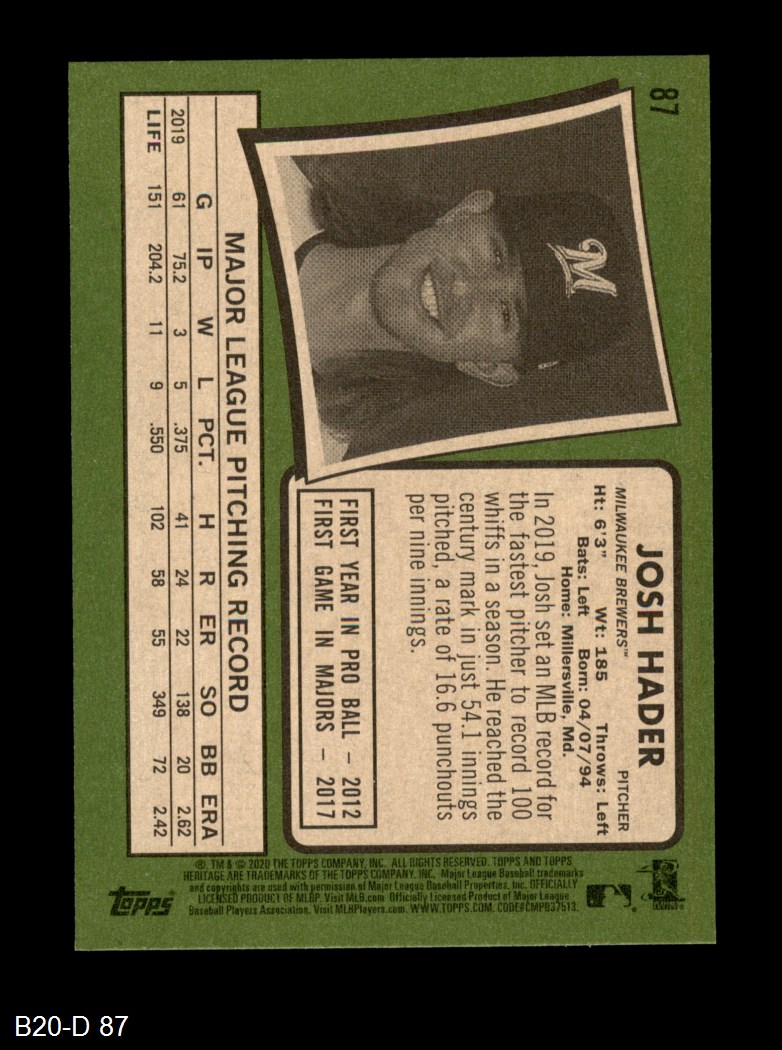 87
M
JOSH HADER
MILWAUKEE BREWERS™ PITCHER
Ht: 6'3" Wt: 185 Throws: Left
Bats: Left Born: 04/07/94
Home: Millersville, Md.
In 2019, Josh set an MLB record for
the fastest pitcher to record 100
whiffs in a season. He reached the
century mark in just 54.1 innings
pitched, a rate of 16.6 punchouts
per nine innings.
FIRST YEAR IN PRO BALL – 2012
FIRST GAME IN MAJORS – 2017
MAJOR LEAGUE PITCHING RECORD
G IP W L PCT. H R ER SO BB ERA
2019 61 75.2 3 5 .375 41 24 22 138 20 2.62
LIFE 151 204.2 11 9 .550 102 58 55 349 72 2.42
®, TM & © 2020 THE TOPPS COMPANY, INC. ALL RIGHTS RESERVED. TOPPS AND TOPPS
HERITAGE ARE TRADEMARKS OF THE TOPPS COMPANY, INC. Major League Baseball trademarks
and copyrights are used with permission of Major League Baseball Properties, Inc. OFFICIALLY
LICENSED PRODUCT OF MLBP. Visit MLB.com Officially Licensed Product of Major League
Baseball Players Association. Visit MLBPlayers.com. WWW.TOPPS.COM. CODE#CMP037513.
topps
B20-D 87